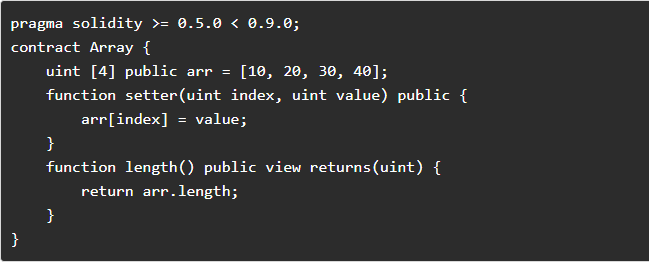 pragma solidity >= 0.5.0 < 0.9.0;
contract Array {
    uint [4] public arr = [10, 20, 30, 40];
    function setter(uint index, uint value) public {
        arr[index] = value;
    }
    function length() public view returns(uint) {
        return arr.length;
    }
}